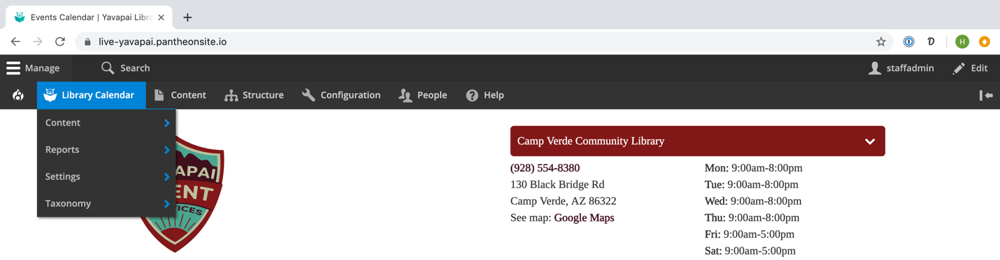 Events Calendar | Yavapai Libra
live-yavapai.pantheonsite.io
H
Manage Search staffadmin Edit
Library Calendar Content Structure Configuration People Help
Content
Reports
Settings
Taxonomy
Camp Verde Community Library
(928) 554-8380
130 Black Bridge Rd
Camp Verde, AZ 86322
See map: Google Maps
Mon: 9:00am-8:00pm
Tue: 9:00am-8:00pm
Wed: 9:00am-8:00pm
Thu: 9:00am-8:00pm
Fri: 9:00am-5:00pm
Sat: 9:00am-5:00pm